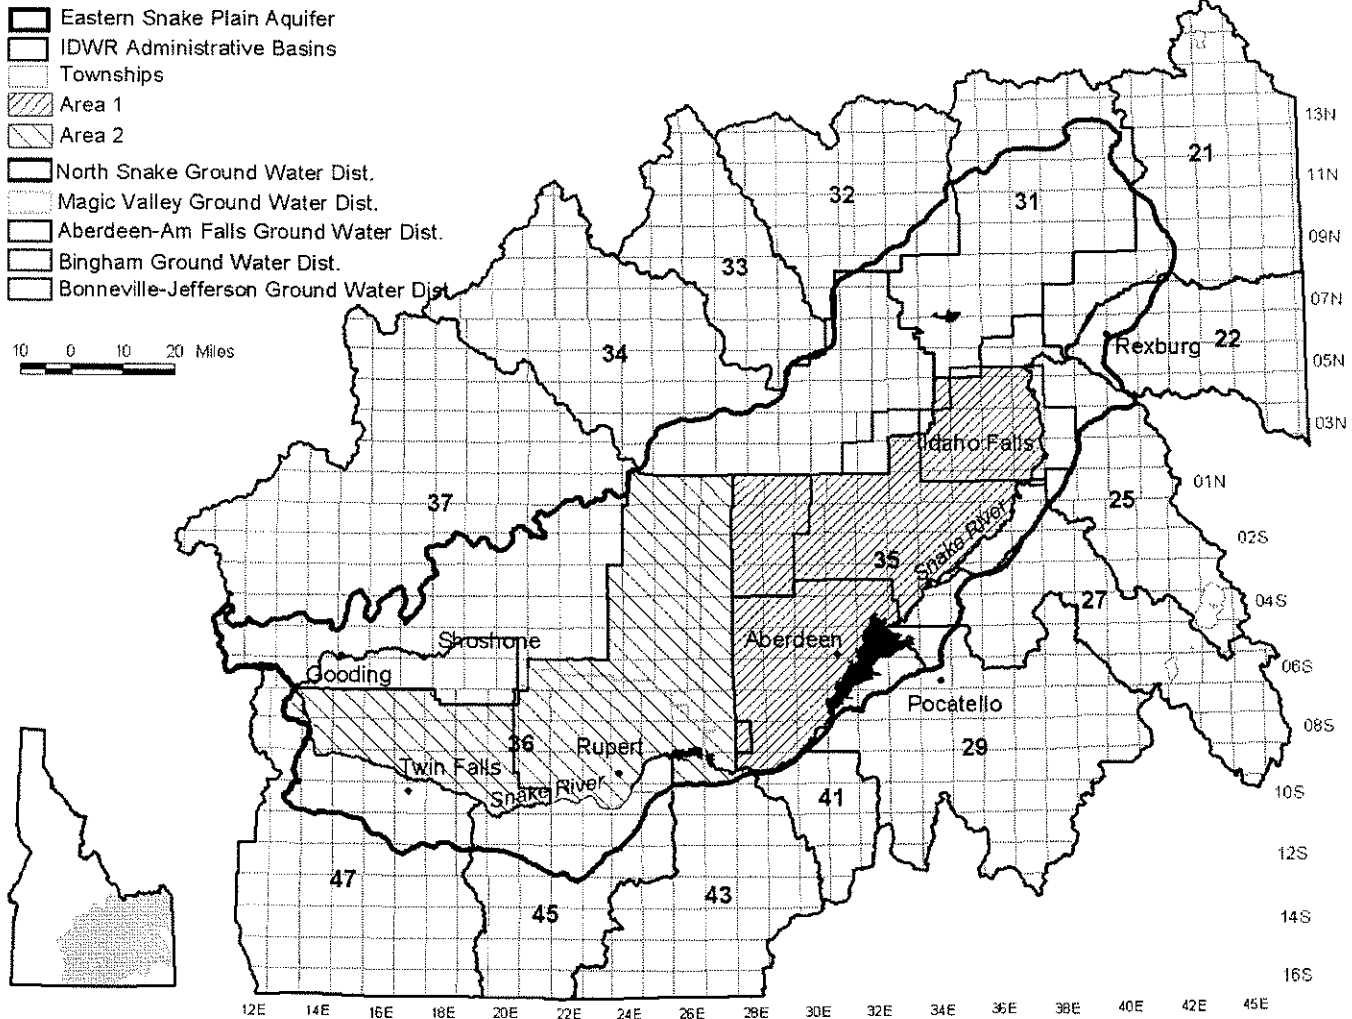 Eastern Snake Plain Aquifer
IDWR Administrative Basins
Townships
Area 1
Area 2
North Snake Ground Water Dist.
Magic Valley Ground Water Dist.
Aberdeen-Am Falls Ground Water Dist.
Bingham Ground Water Dist.
Bonneville-Jefferson Ground Water Dist.
10 0 10 20 Miles
13N
21
11N
32
31
09N
33
07N
22
Rexburg
34
05N
03N
Idaho Falls
01N
37
25
02S
Snake River
35
27
04S
Shoshone
Aberdeen
06S
Gooding
Pocatello
08S
36
Rupert
29
Twin Falls
Snake River
10S
41
12S
47
43
45
14S
16S
12E 14E 16E 18E 20E 22E 24E 26E 28E 30E 32E 34E 36E 38E 40E 42E 45E